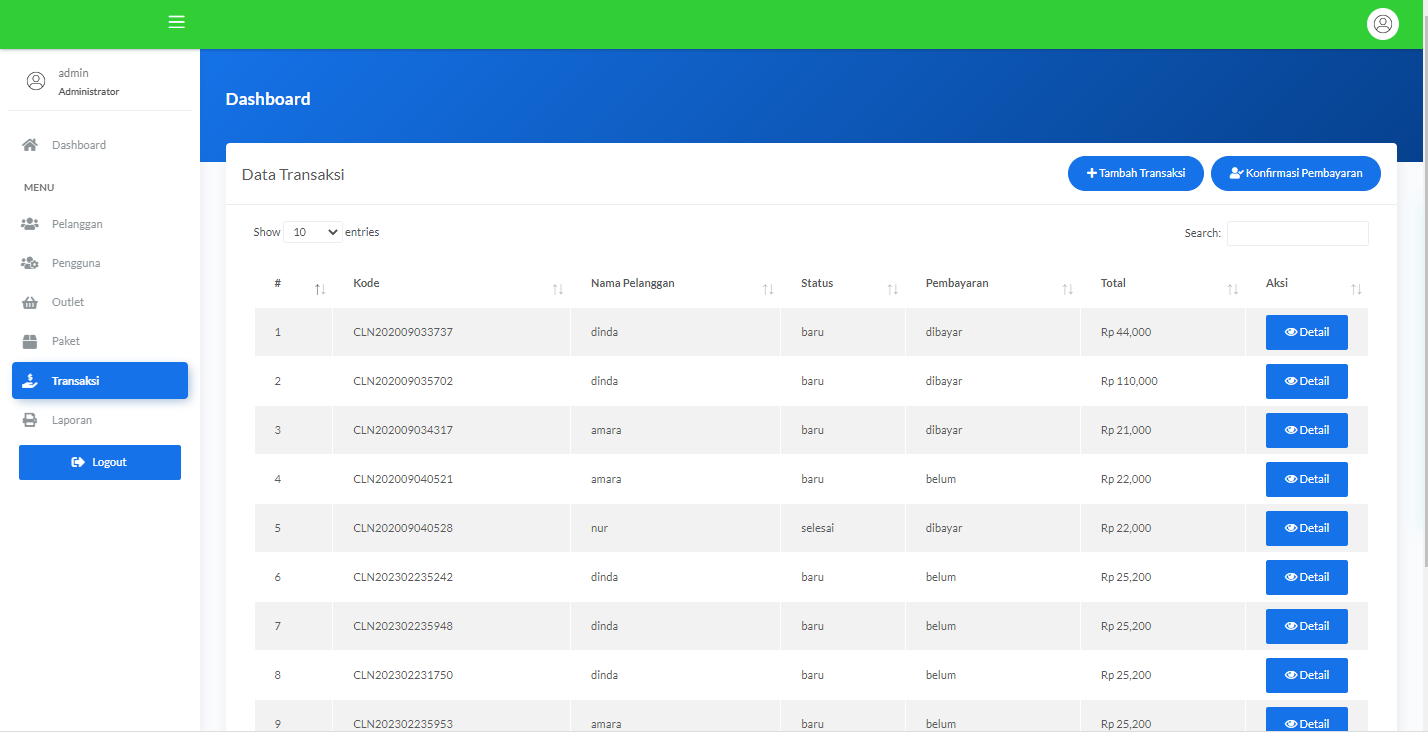 admin
Administrator
Dashboard
MENU
Pelanggan
Pengguna
Outlet
Paket
Transaksi
Laporan
Logout
Dashboard
Data Transaksi
Tambah Transaksi Konfirmasi Pembayaran
Show 10 entries Search:
# Kode Nama Pelanggan Status Pembayaran Total Aksi
1 CLN202009033737 dinda baru dibayar Rp 44,000 Detail
2 CLN202009035702 dinda baru dibayar Rp 110,000 Detail
3 CLN202009034317 amara baru dibayar Rp 21,000 Detail
4 CLN202009040521 amara baru belum Rp 22,000 Detail
5 CLN202009040528 nur selesai dibayar Rp 22,000 Detail
6 CLN202302235242 dinda baru belum Rp 25,200 Detail
7 CLN202302235948 dinda baru belum Rp 25,200 Detail
8 CLN202302231750 dinda baru belum Rp 25,200 Detail
9 CLN202302235953 amara baru belum Rp 25,200 Detail